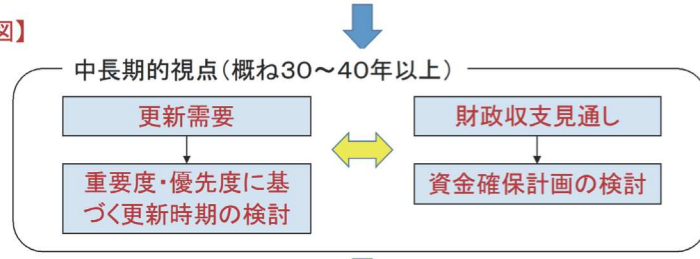 図】
中長期的視点（概ね30～40年以上）
更新需要
財政収支見通し
重要度・優先度に基
づく更新時期の検討
資金確保計画の検討